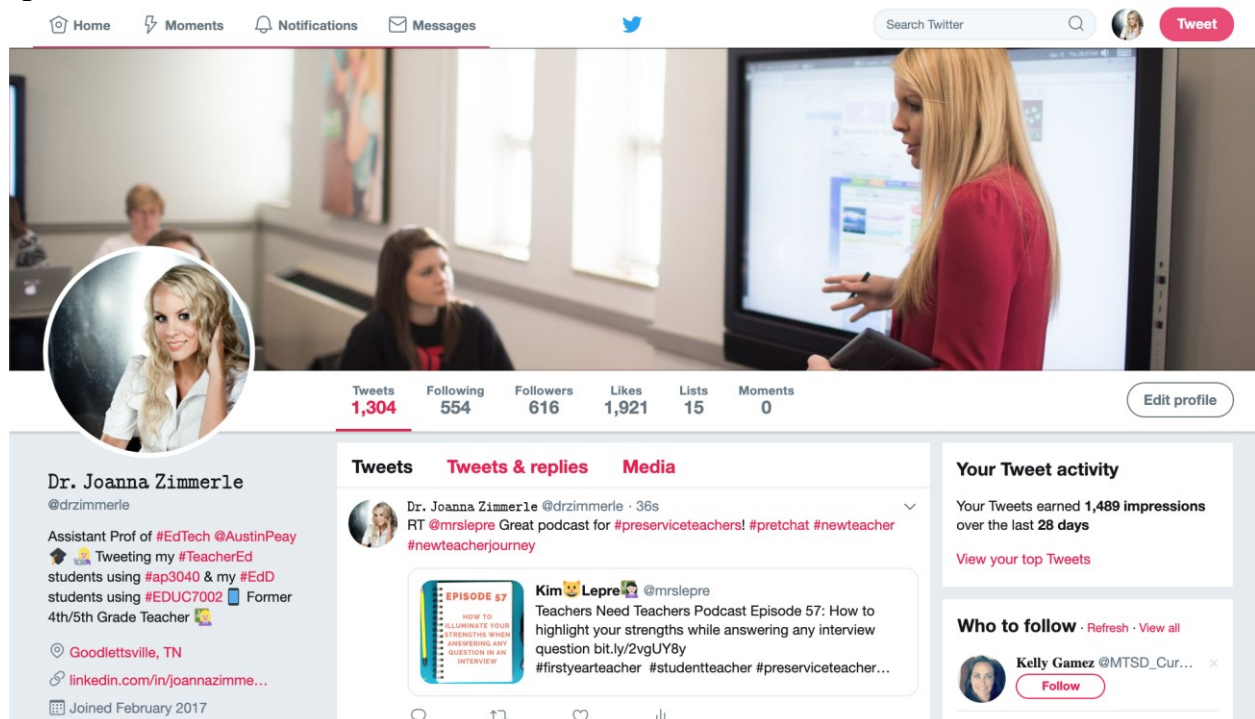 Home Moments Notifications Messages Search Twitter Tweet
Tweets Following Followers Likes Lists Moments
1,304 554 616 1,921 15 0
Edit profile
Dr. Joanna Zimmerle
@drzimmerle
Assistant Prof of #EdTech @AustinPeay
🎓 👩🏼‍💻 Tweeting my #TeacherEd
students using #ap3040 & my #EdD
students using #EDUC7002 📱 Former
4th/5th Grade Teacher 🙋🏼‍♀️
Goodlettsville, TN
linkedin.com/in/joannazimme...
Joined February 2017
Tweets Tweets & replies Media
Dr. Joanna Zimmerle @drzimmerle · 36s
RT @mrslepre Great podcast for #preserviceteachers! #pretchat #newteacher
#newteacherjourney
EPISODE 57
HOW TO
ILLUMINATE YOUR
STRENGTHS WHEN
ANSWERING ANY
QUESTION IN AN
INTERVIEW
Kim😺Lepre🙋🏻‍♀️ @mrslepre
Teachers Need Teachers Podcast Episode 57: How to
highlight your strengths while answering any interview
question bit.ly/2vgUY8y
#firstyearteacher #studentteacher #preserviceteacher...
Your Tweet activity
Your Tweets earned 1,489 impressions
over the last 28 days
View your top Tweets
Who to follow · Refresh · View all
Kelly Gamez @MTSD_Cur...
Follow